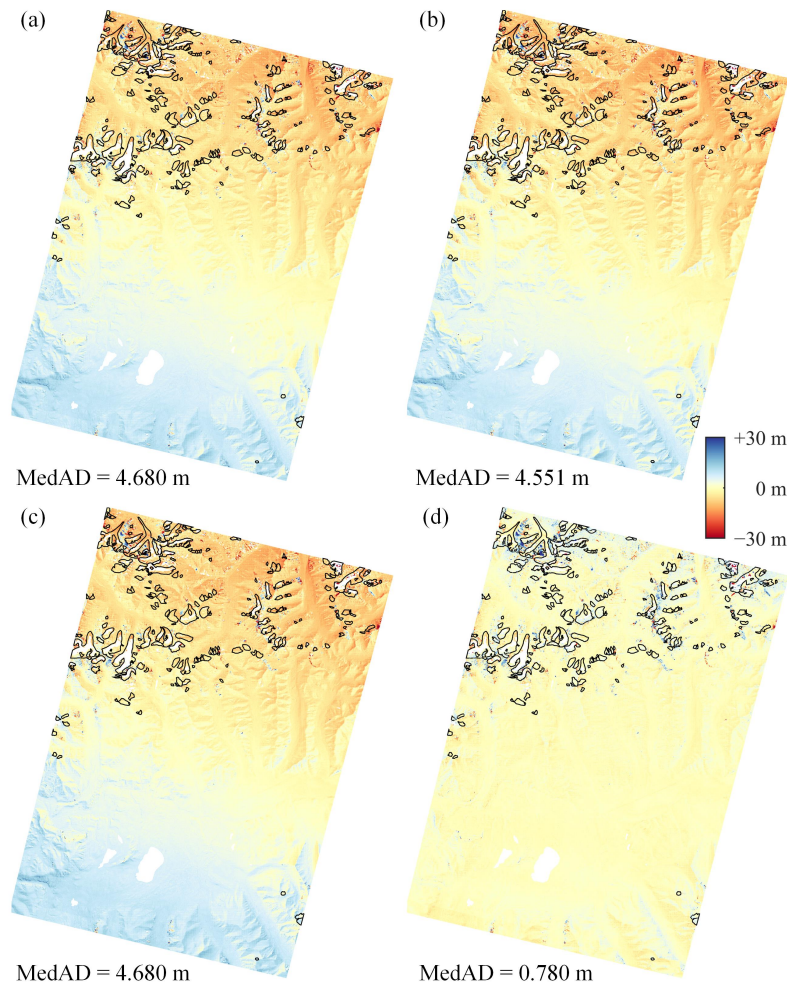 (a)
(b)
MedAD = 4.680 m
MedAD = 4.551 m
+30 m
0 m
−30 m
(c)
(d)
MedAD = 4.680 m
MedAD = 0.780 m